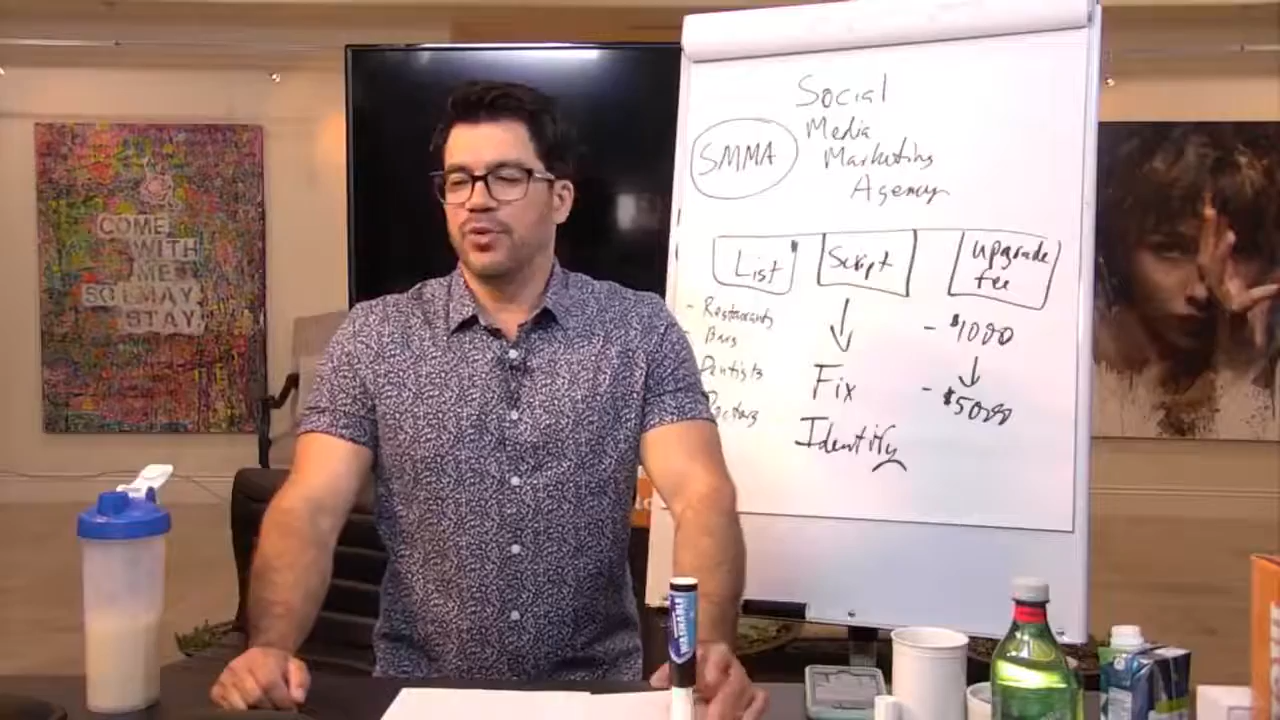 COME
WITH
ME
SO I MAY
STAY.
Social
Media
Marketing
Agency
SMMA
List
Script
upgrade
fee
- Restaurants
- Bars
Dentists
Doctors
Fix
Identify
- $1000
- $5000
WASHABLE